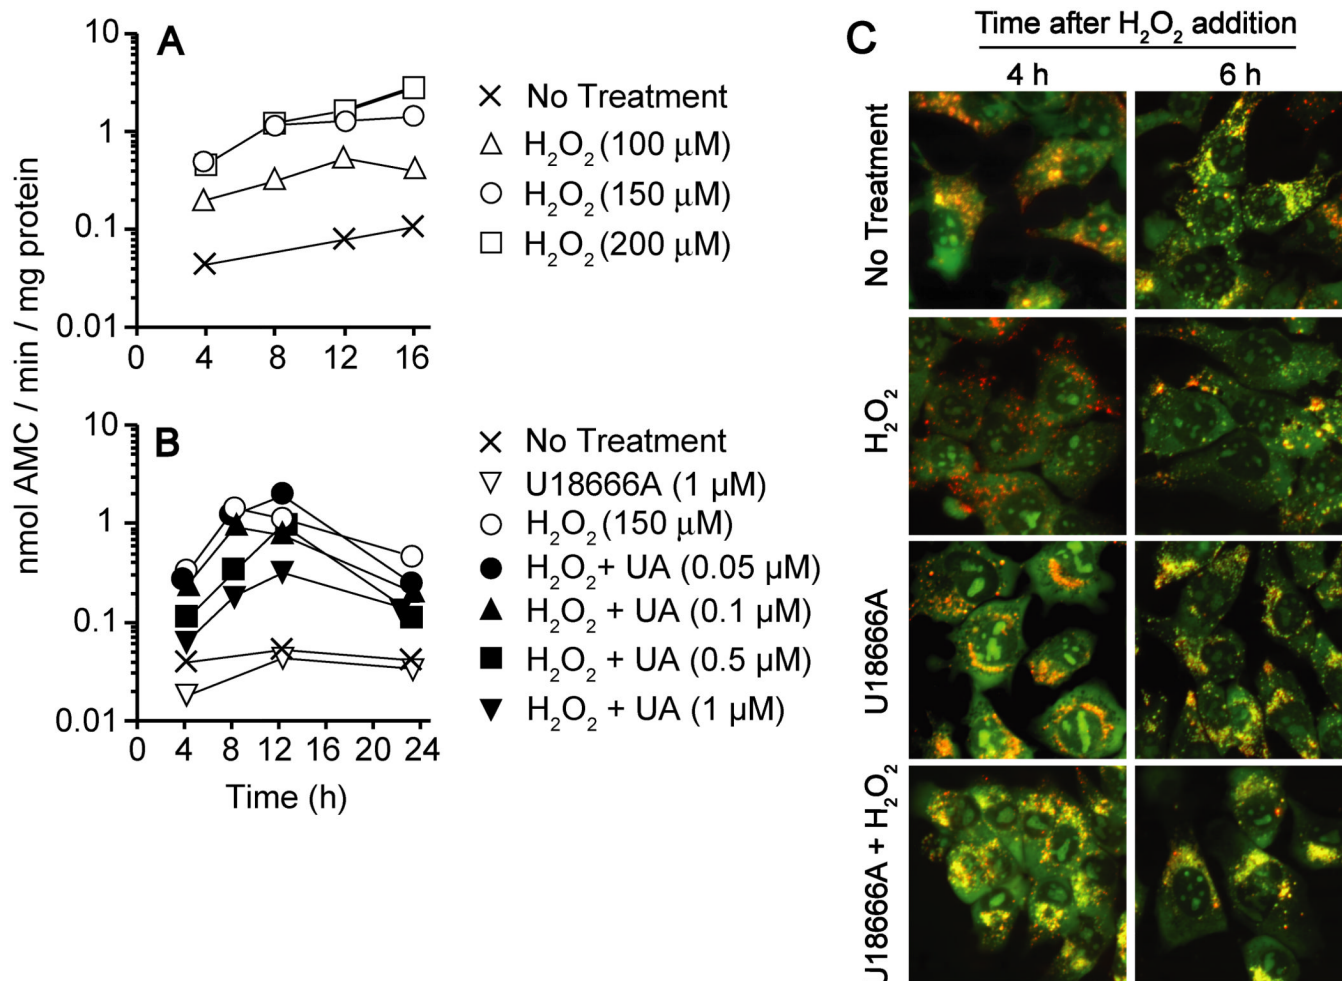 A
10
1
0.1
0.01
0 4 8 12 16
× No Treatment
△ H₂O₂ (100 µM)
○ H₂O₂ (150 µM)
□ H₂O₂ (200 µM)
nmol AMC / min / mg protein
B
10
1
0.1
0.01
0 4 8 12 16 20 24
Time (h)
× No Treatment
▽ U18666A (1 µM)
○ H₂O₂ (150 µM)
● H₂O₂ + UA (0.05 µM)
▲ H₂O₂ + UA (0.1 µM)
■ H₂O₂ + UA (0.5 µM)
▼ H₂O₂ + UA (1 µM)
C
Time after H₂O₂ addition
4 h 6 h
No Treatment
H₂O₂
U18666A
U18666A + H₂O₂